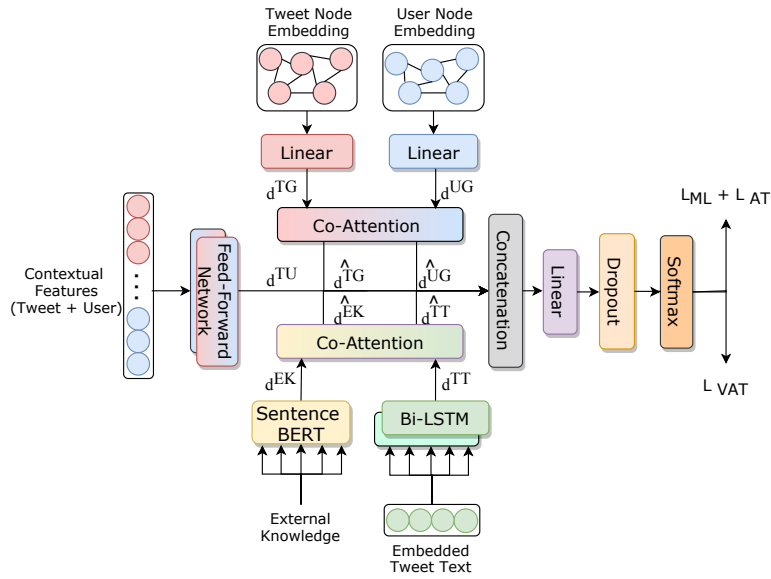 Tweet Node
Embedding
User Node
Embedding
Linear
Linear
d^TG
d^UG
Co-Attention
Contextual
Features
(Tweet + User)
Feed-Forward
Network
d^TU
d̂^TG
d̂^UG
d̂^EK
d̂^TT
Co-Attention
Concatenation
Linear
Dropout
Softmax
L_ML + L_AT
L_VAT
d^EK
d^TT
Sentence
BERT
Bi-LSTM
External
Knowledge
Embedded
Tweet Text